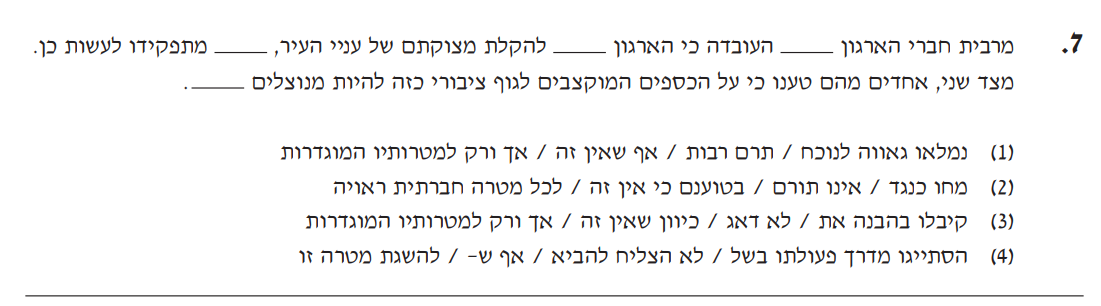 7. מרבית חברי הארגון _____ העובדה כי הארגון _____ להקלת מצוקתם של עניי העיר, _____ מתפקידו לעשות כן.
מצד שני, אחדים מהם טענו כי על הכספים המוקצבים לגוף ציבורי כזה להיות מנוצלים _____.
(1) נמלאו גאווה לנוכח / תרם רבות / אף שאין זה / אך ורק למטרותיו המוגדרות
(2) מחו כנגד / אינו תורם / בטוענם כי אין זה / לכל מטרה חברתית ראויה
(3) קיבלו בהבנה את / לא דאג / כיוון שאין זה / אך ורק למטרותיו המוגדרות
(4) הסתייגו מדרך פעולתו בשל / לא הצליח להביא / אף ש- / להשגת מטרה זו